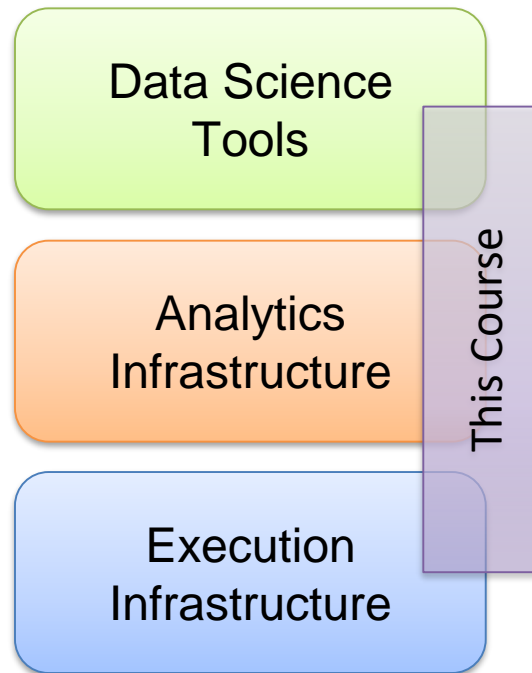 Data Science
Tools
Analytics
Infrastructure
Execution
Infrastructure
This Course